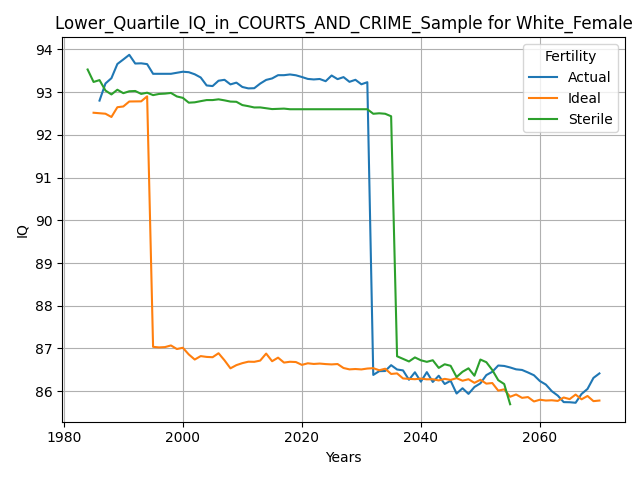 Lower_Quartile_IQ_in_COURTS_AND_CRIME_Sample for White_Female
Fertility
Actual
Ideal
Sterile
94
93
92
91
90
89
88
87
86
IQ
1980
2000
2020
2040
2060
Years